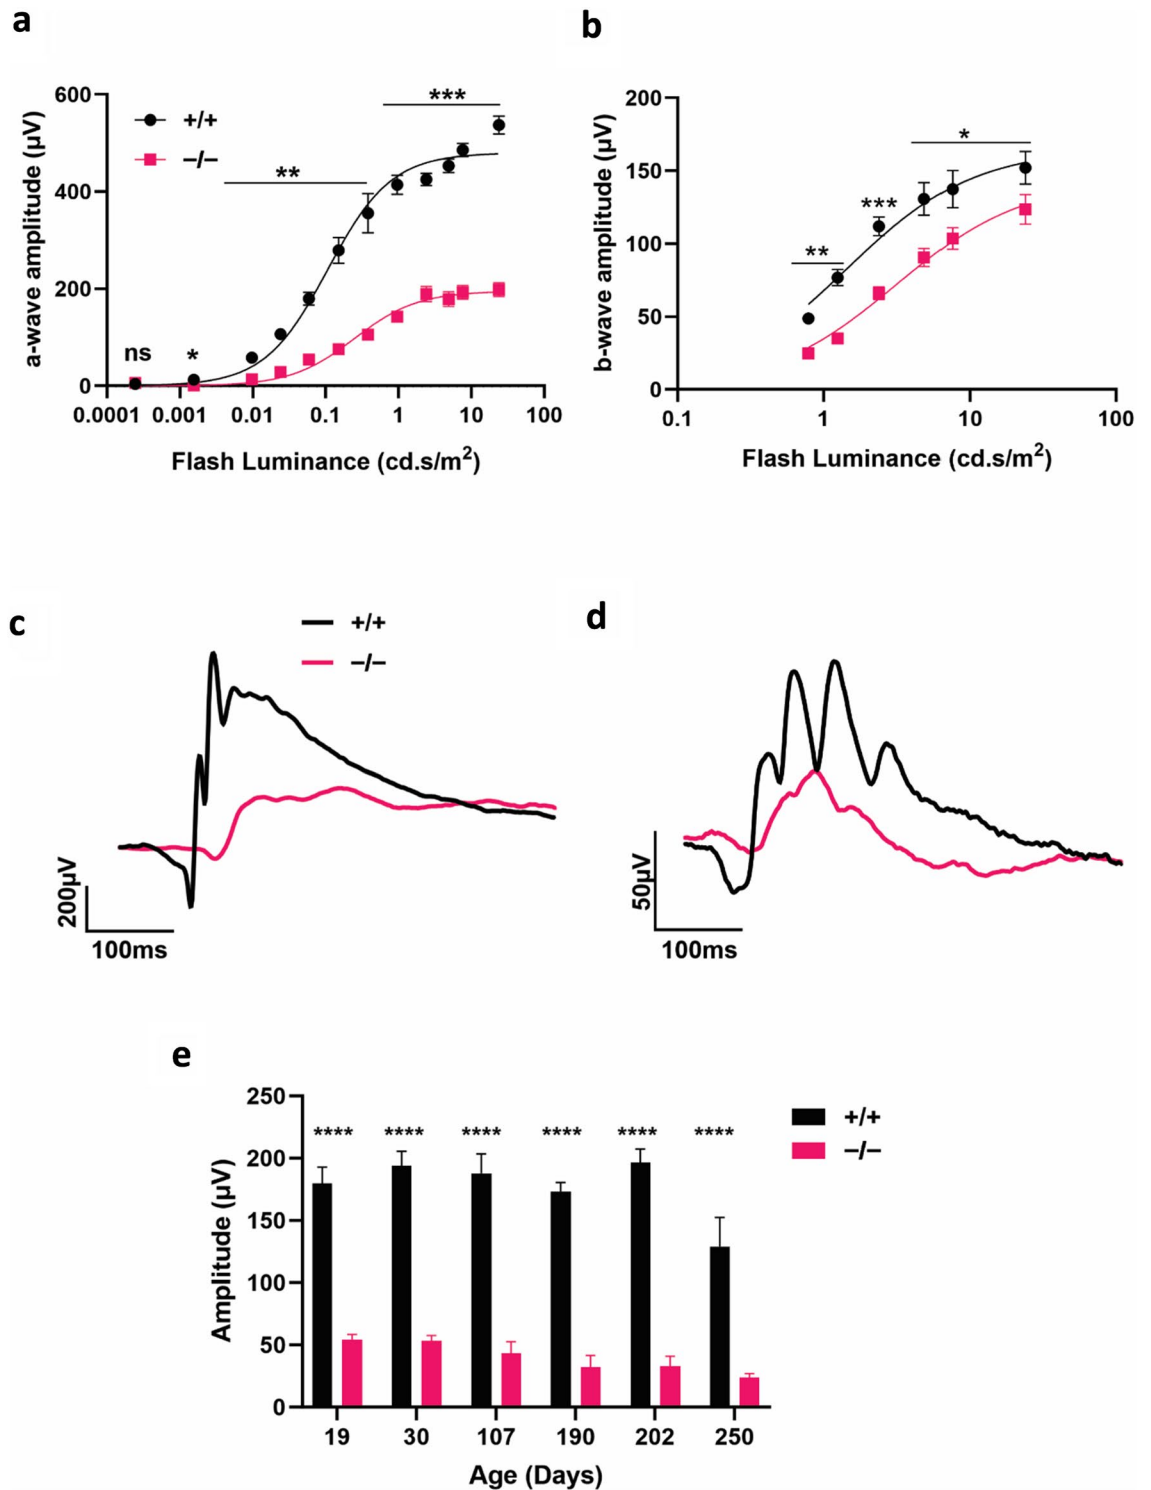 a
600
400
200
0
a-wave amplitude (µV)
+/+
–/–
ns
*
**
***
0.0001 0.001 0.01 0.1 1 10 100
Flash Luminance (cd.s/m²)
b
200
150
100
50
0
b-wave amplitude (µV)
**
***
*
0.1 1 10 100
Flash Luminance (cd.s/m²)
c
+/+
–/–
200µV
100ms
d
50µV
100ms
e
250
200
150
100
50
0
Amplitude (µV)
**** **** **** **** **** ****
+/+
–/–
19 30 107 190 202 250
Age (Days)